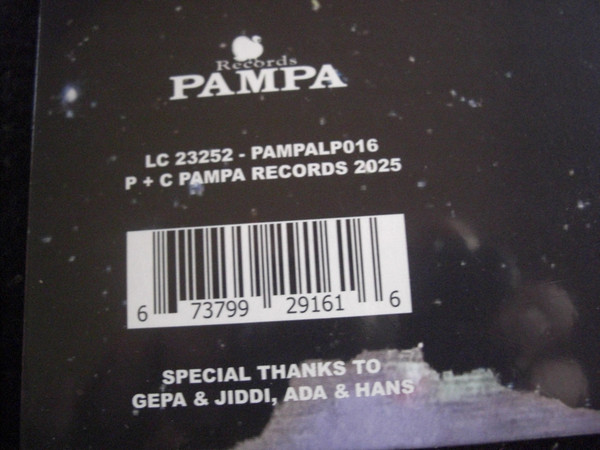 Records
PAMPA
LC 23252 - PAMPALP016
P + C PAMPA RECORDS 2025
6 73799 29161 6
SPECIAL THANKS TO
GEPA & JIDDI, ADA & HANS